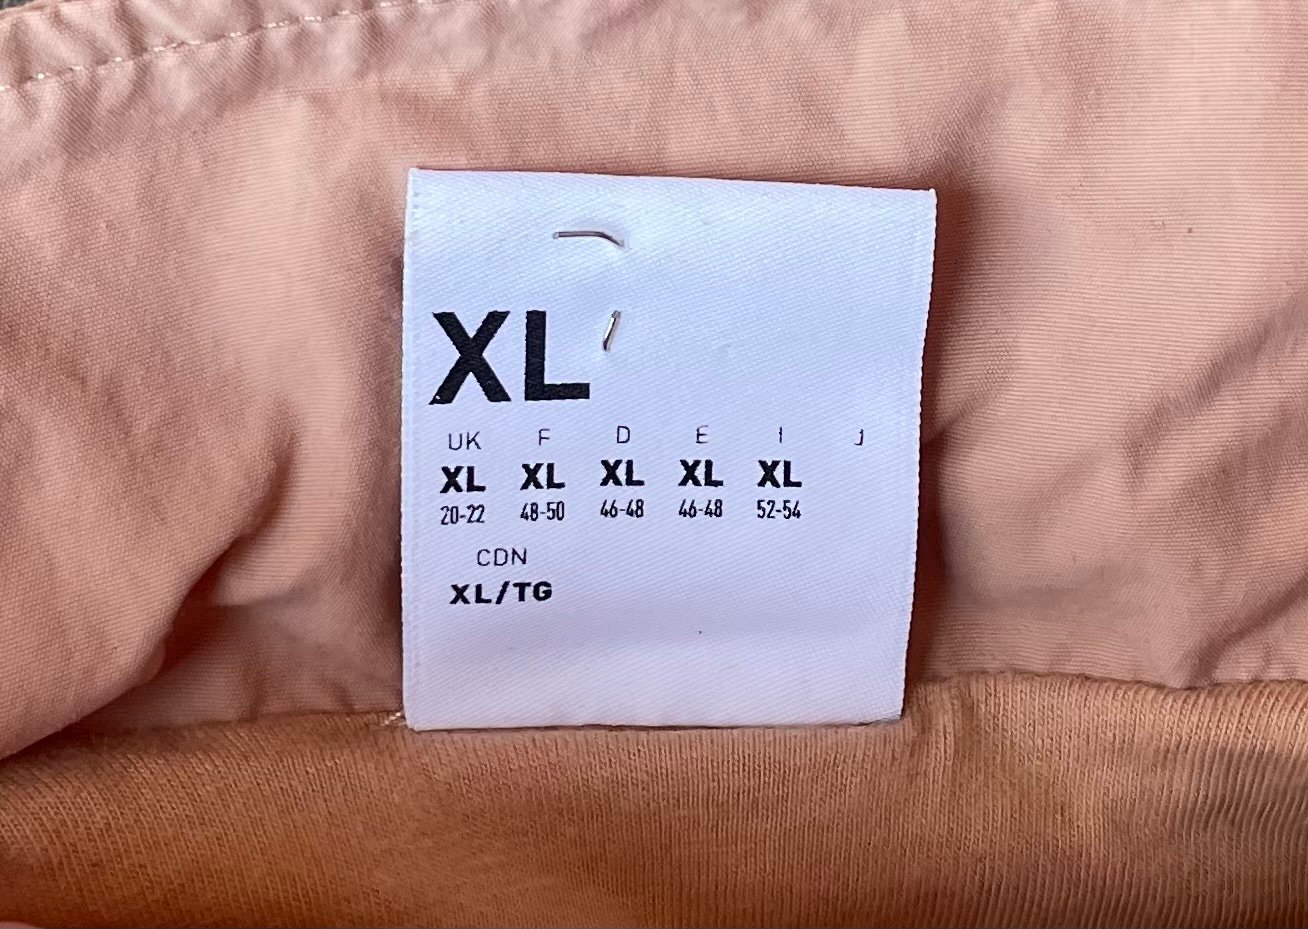 XL
UK F D E I J
XL XL XL XL XL
20-22 48-50 46-48 46-48 52-54
CDN
XL/TG